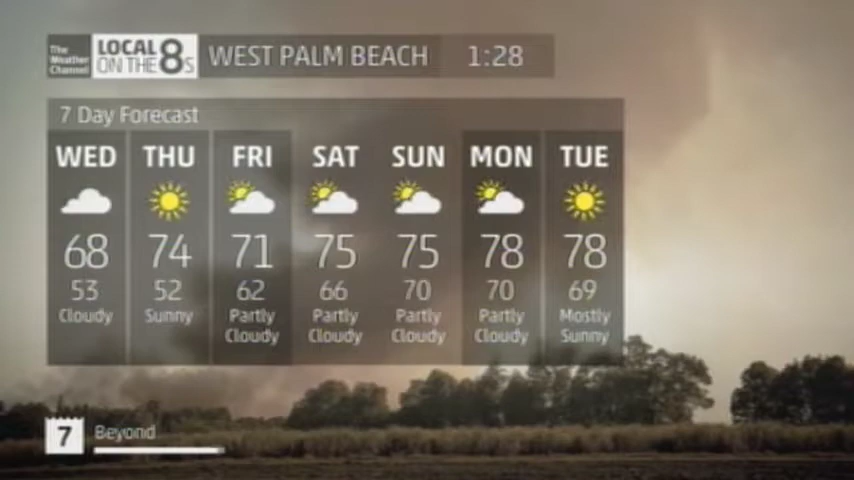 The Weather Channel
LOCAL ON THE 8s
WEST PALM BEACH 1:28
7 Day Forecast
WED THU FRI SAT SUN MON TUE
68 74 71 75 75 78 78
53 52 62 66 70 70 69
Cloudy Sunny Partly Cloudy Partly Cloudy Partly Cloudy Partly Cloudy Mostly Sunny
7 Beyond